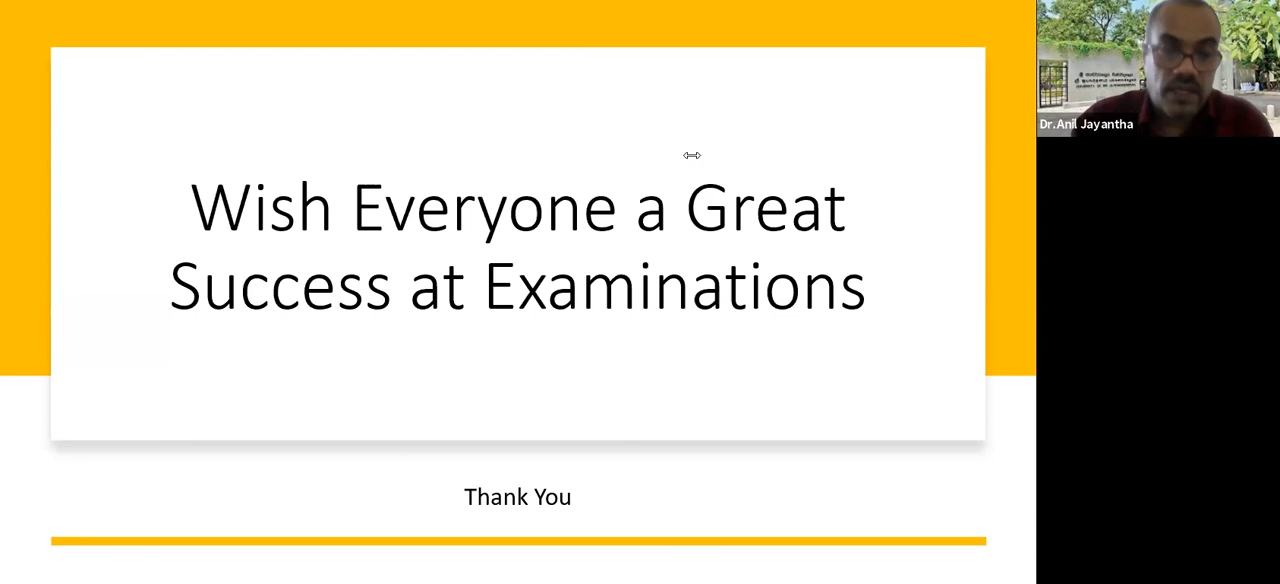 Wish Everyone a Great
Success at Examinations
Thank You
Dr.Anil Jayantha